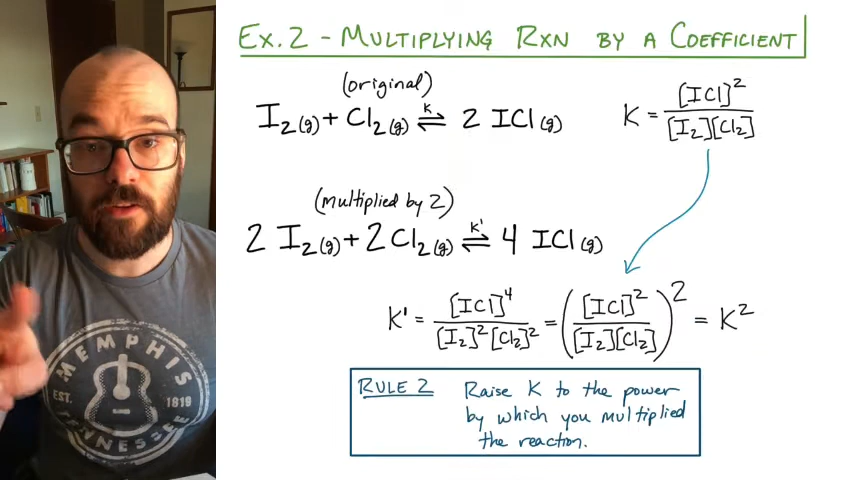 Ex. 2 - Multiplying Rxn by a Coefficient
(original)
I₂(g) + Cl₂(g) ⇌ 2 ICl(g)
K
K = [ICl]² / [I₂][Cl₂]
(multiplied by 2)
2 I₂(g) + 2 Cl₂(g) ⇌ 4 ICl(g)
K'
K' = [ICl]⁴ / [I₂]²[Cl₂]² = ([ICl]² / [I₂][Cl₂])² = K²
Rule 2 Raise K to the power
by which you multiplied
the reaction.
MEMPHIS
EST. 1819
TENNESSEE